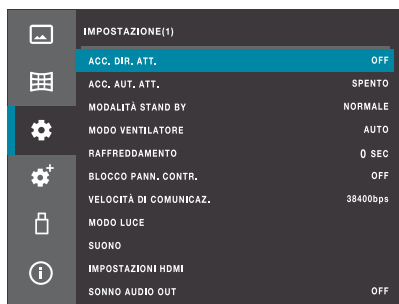 IMPOSTAZIONE(1)
ACC. DIR. ATT. OFF
ACC. AUT. ATT. SPENTO
MODALITÀ STAND BY NORMALE
MODO VENTILATORE AUTO
RAFFREDDAMENTO 0 SEC
BLOCCO PANN. CONTR. OFF
VELOCITÀ DI COMUNICAZ. 38400bps
MODO LUCE
SUONO
IMPOSTAZIONI HDMI
SONNO AUDIO OUT OFF